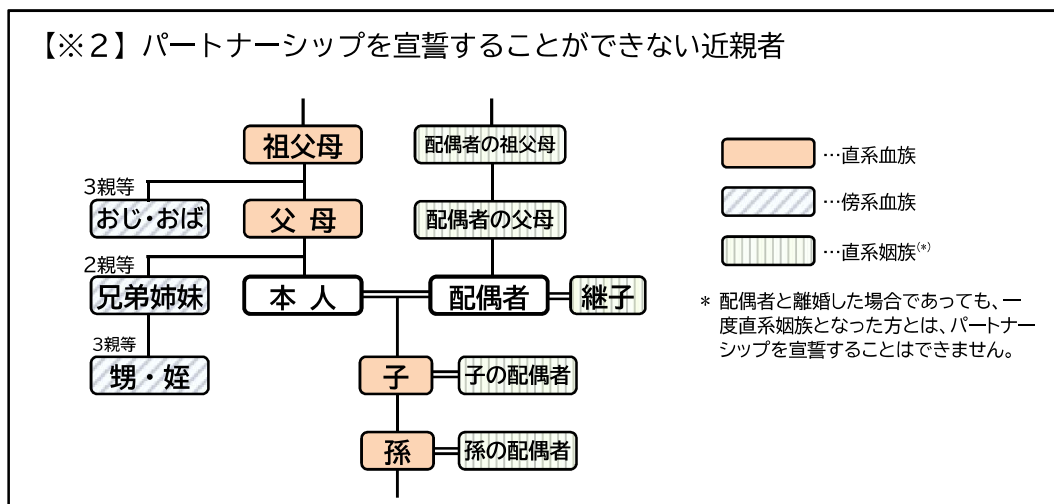 【※２】パートナーシップを宣誓することができない近親者
祖父母
配偶者の祖父母
…直系血族
3親等
おじ・おば
父 母
配偶者の父母
…傍系血族
2親等
兄弟姉妹
本 人
配偶者
継子
…直系姻族(*)
* 配偶者と離婚した場合であっても、一
度直系姻族となった方とは、パートナー
シップを宣誓することはできません。
3親等
甥・姪
子
子の配偶者
孫
孫の配偶者